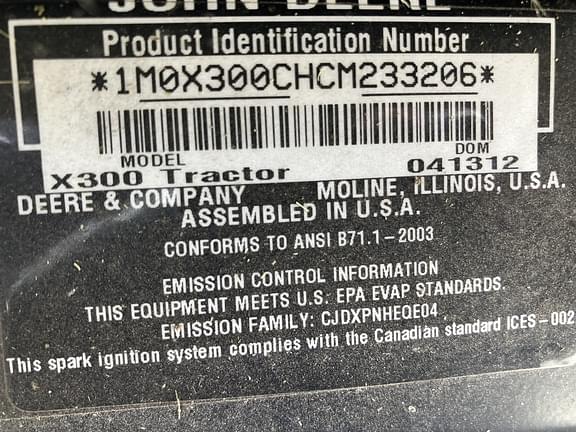 JOHN DEERE
Product Identification Number
*1M0X300CHCM233206*
MODEL DOM
X300 Tractor 041312
DEERE & COMPANY MOLINE, ILLINOIS, U.S.A.
ASSEMBLED IN U.S.A.
CONFORMS TO ANSI B71.1-2003
EMISSION CONTROL INFORMATION
THIS EQUIPMENT MEETS U.S. EPA EVAP STANDARDS.
EMISSION FAMILY: CJDXPNHEQE04
This spark ignition system complies with the Canadian standard ICES-002